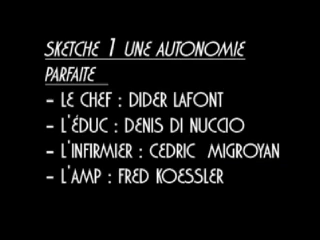 SKETCHE 1 UNE AUTONOMIE
PARFAITE
- LE CHEF : DIDER LAFONT
- L'ÉDUC : DENIS DI NUCCIO
- L'INFIRMIER : CEDRIC MIGROYAN
- L'AMP : FRED KOESSLER